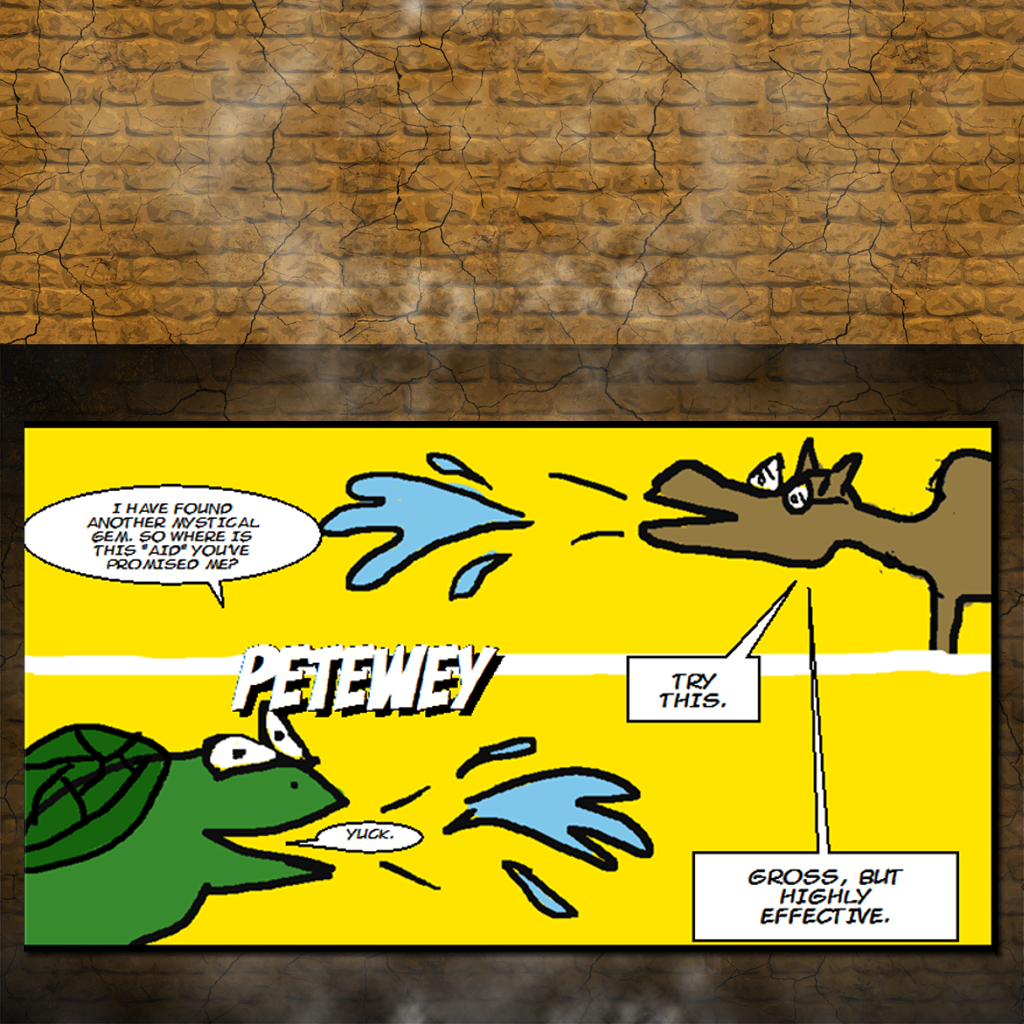 I HAVE FOUND
ANOTHER MYSTICAL
GEM. SO WHERE IS
THIS "AID" YOU'VE
PROMISED ME?
TRY
THIS.
PETEWEY
YUCK.
GROSS, BUT
HIGHLY
EFFECTIVE.